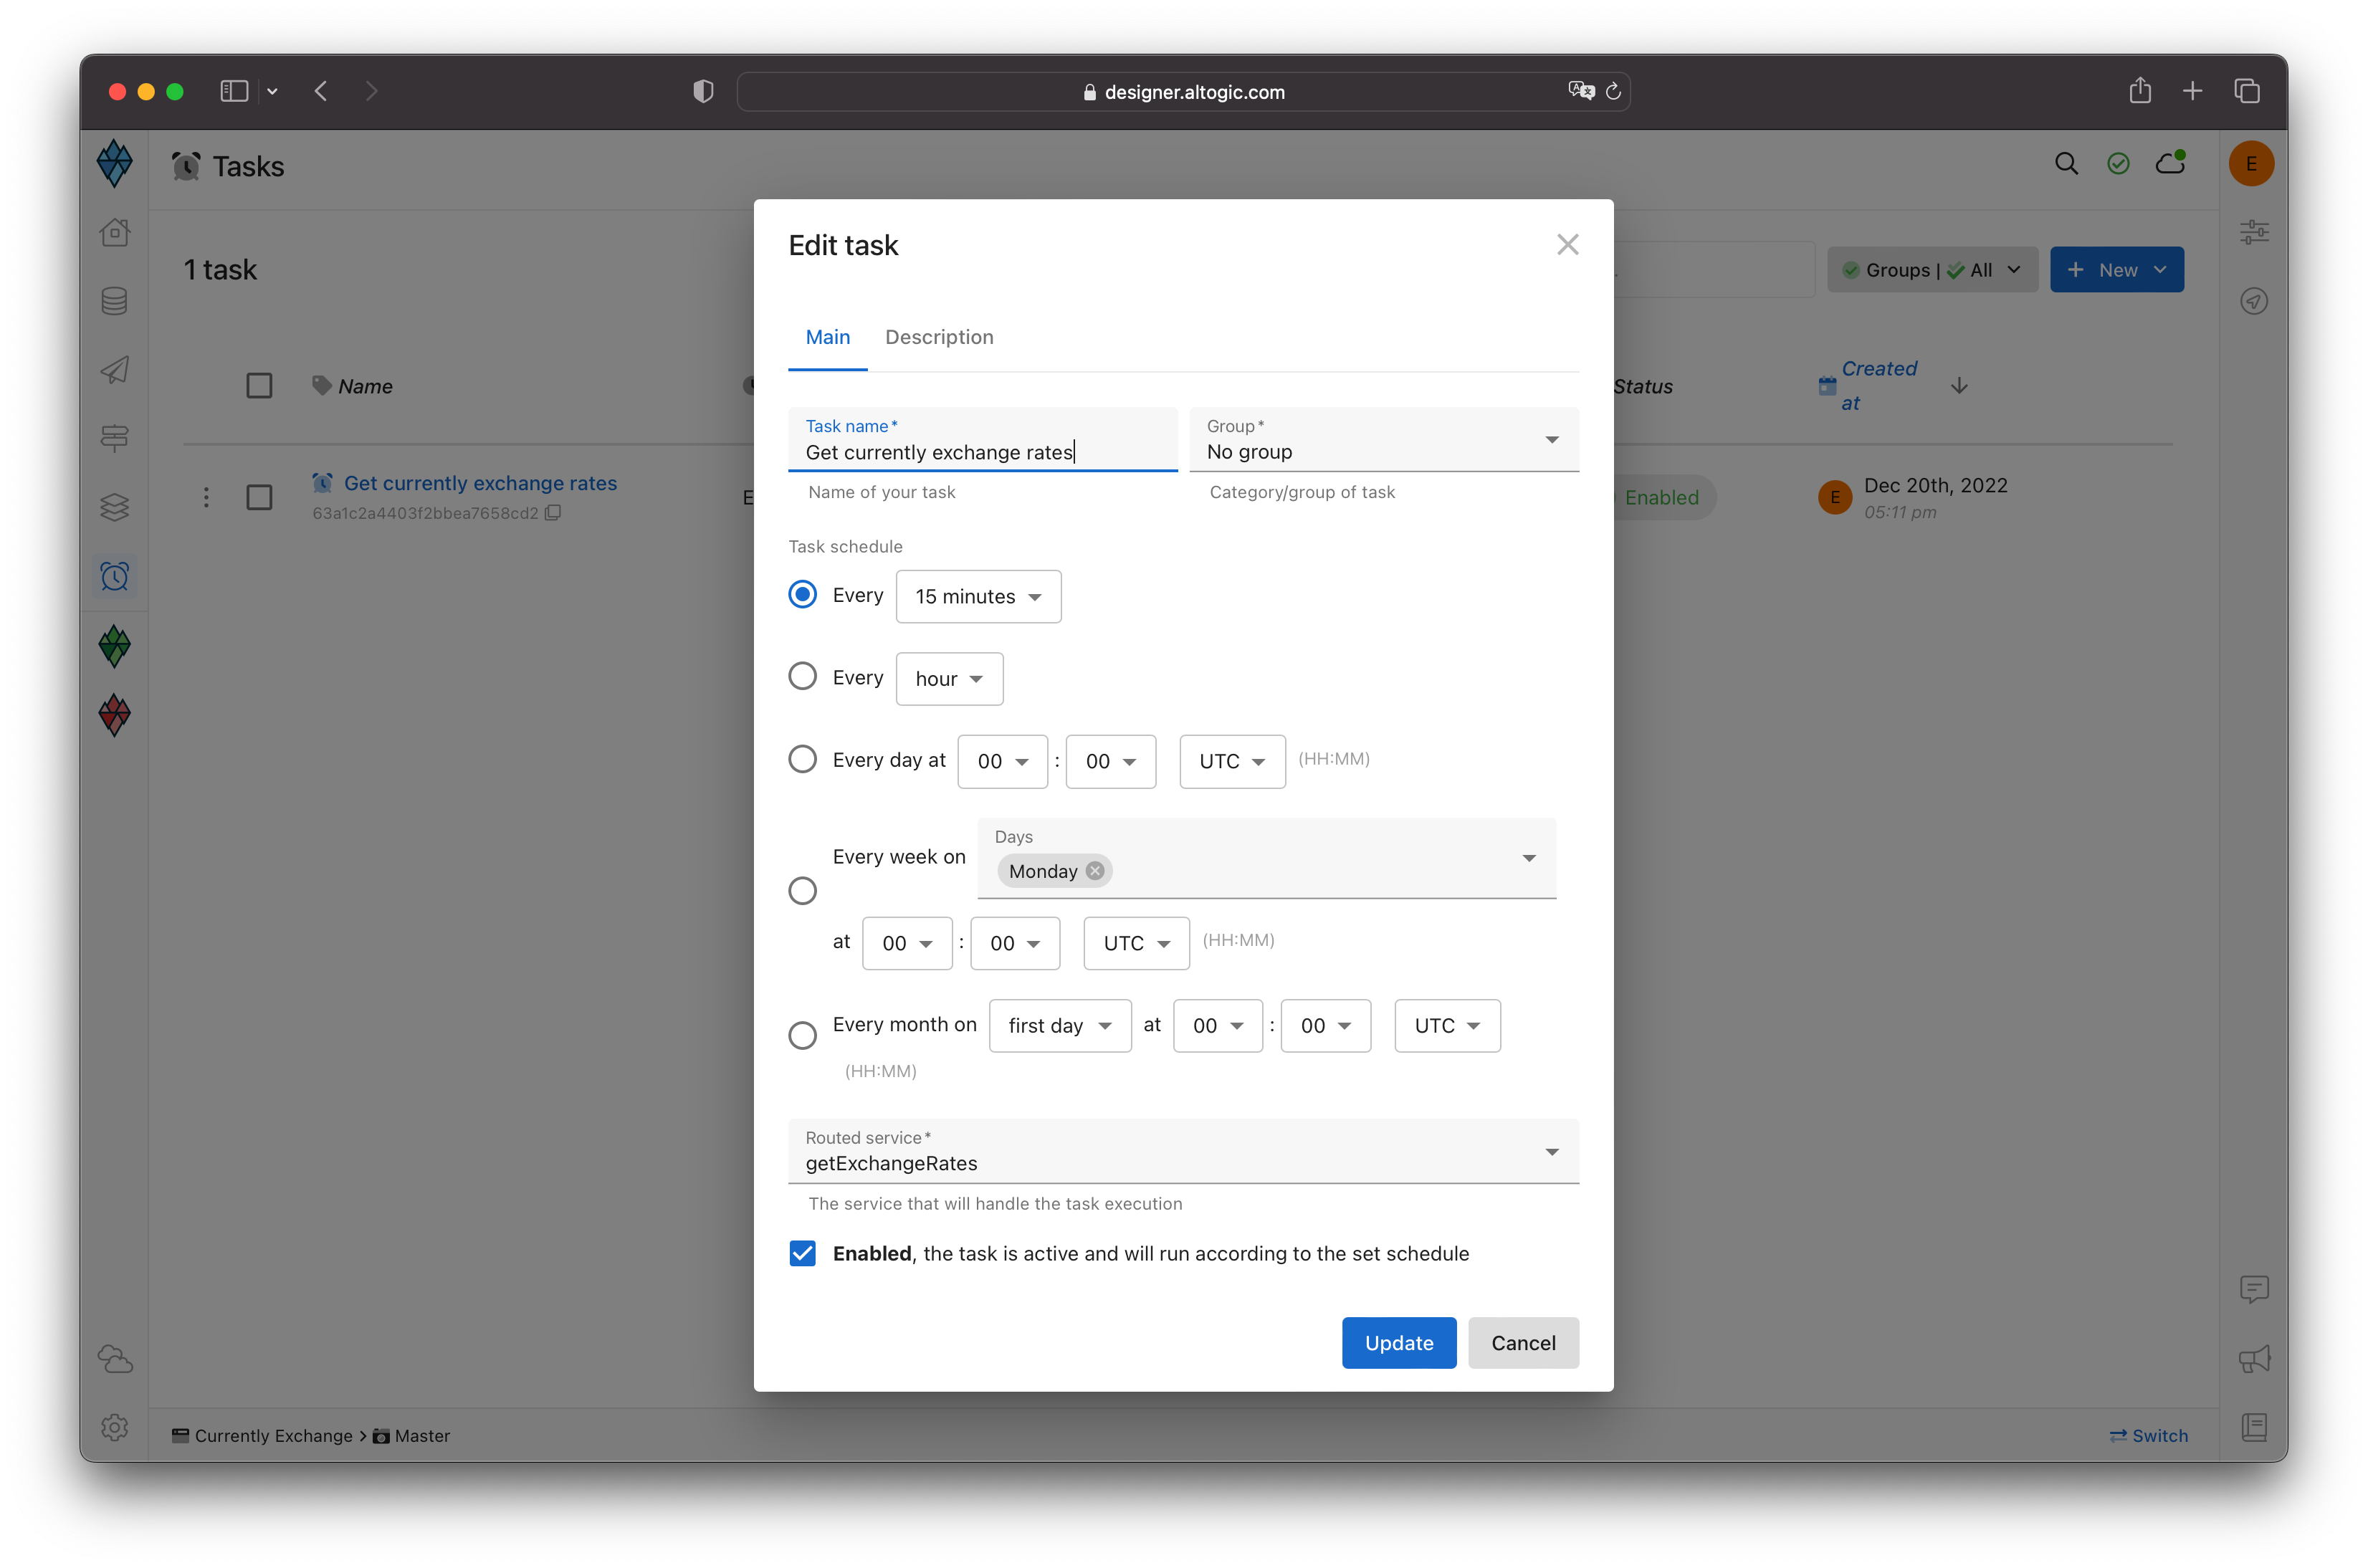 designer.altogic.com
Tasks
E
1 task
Groups | All
+ New
Name
Status
Created
at
Get currently exchange rates
63a1c2a4403f2bbea7658cd2
E
Enabled
E
Dec 20th, 2022
05:11 pm
Edit task
Main
Description
Task name*
Get currently exchange rates
Name of your task
Group*
No group
Category/group of task
Task schedule
Every 15 minutes
Every hour
Every day at 00 : 00 UTC (HH:MM)
Days
Every week on Monday
at 00 : 00 UTC (HH:MM)
Every month on first day at 00 : 00 UTC
(HH:MM)
Routed service*
getExchangeRates
The service that will handle the task execution
Enabled, the task is active and will run according to the set schedule
Update
Cancel
Currently Exchange > Master
Switch